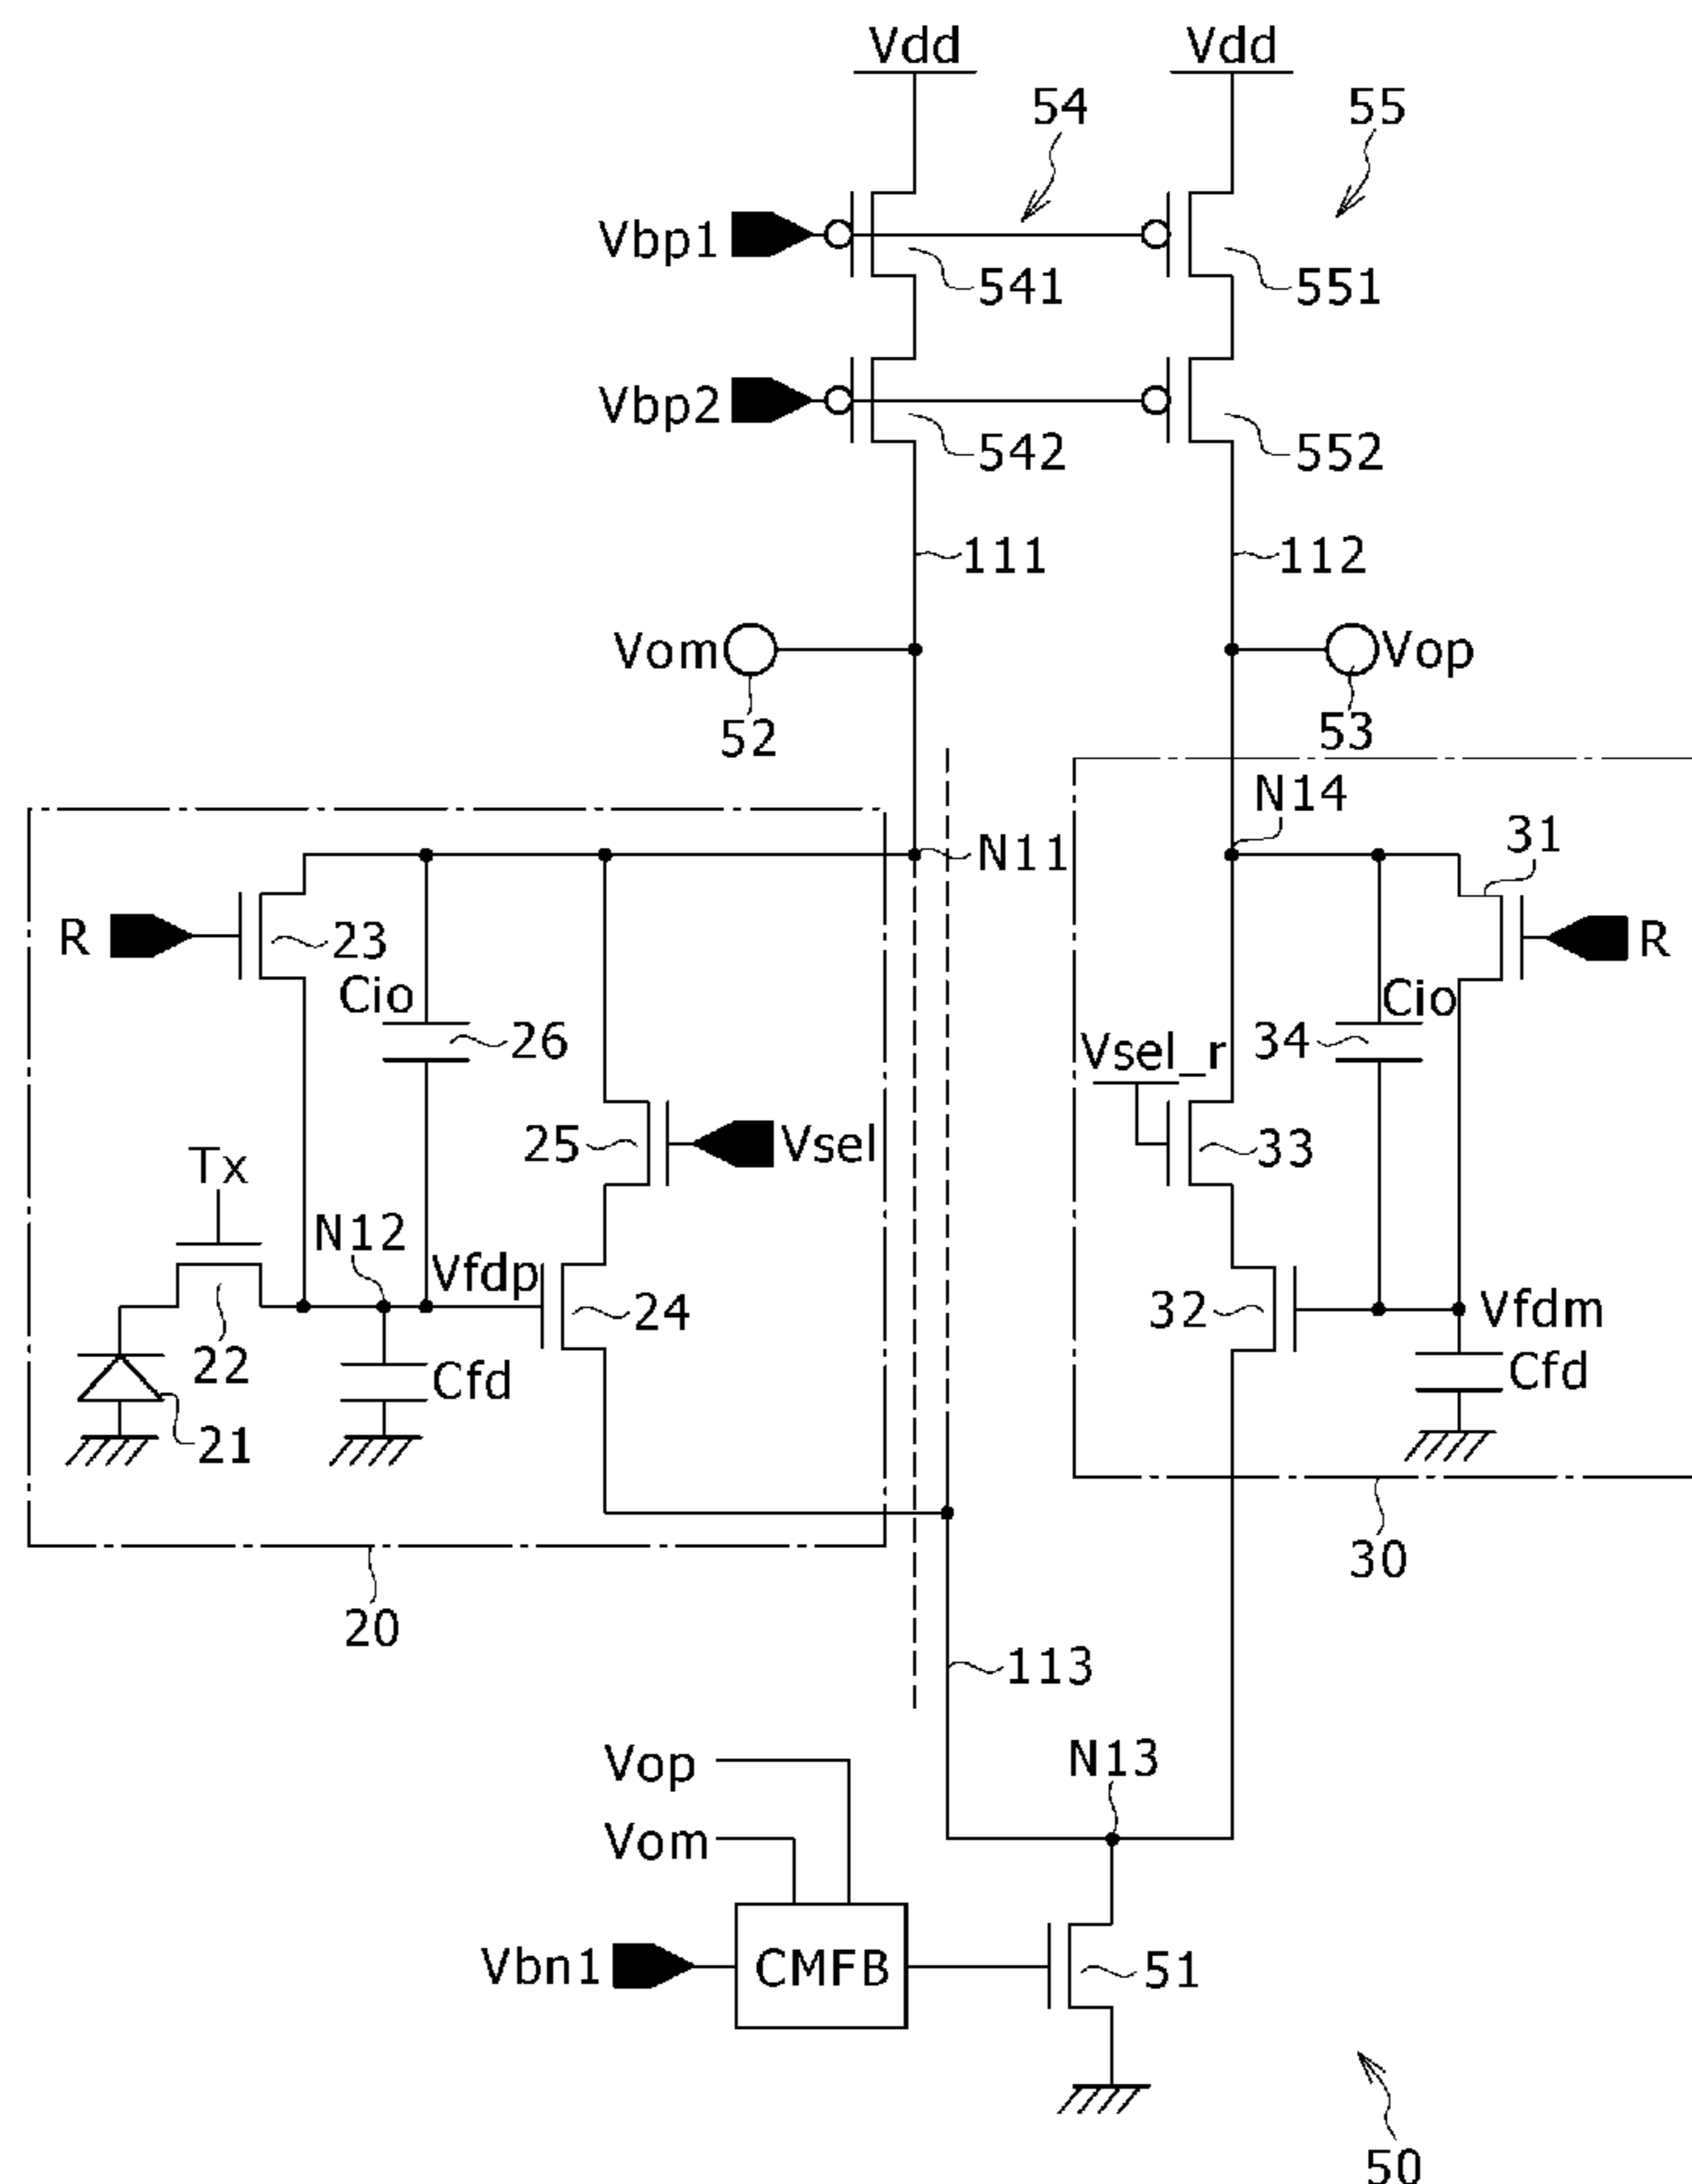 Vdd Vdd
54 55
Vbp1
541 551
Vbp2
542 552
111 112
Vom Vop
52 53
N14
31
N11
R 23 R
Cio Cio
26 34
Vsel_r
25 Vsel 33
Tx
N12
Vfdp
24 32 Vfdm
22 Cfd Cfd
21
30
20
113
Vop N13
Vom
Vbn1 CMFB 51
50